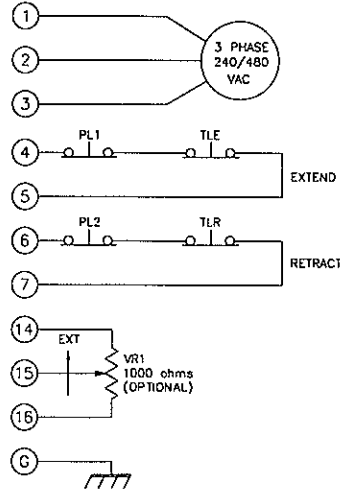 1
3 PHASE
2
240/480
VAC
3
PL1 TLE
4
EXTEND
5
PL2 TLR
6
RETRACT
7
14
EXT
VR1
15
1000 ohms
(OPTIONAL)
16
G